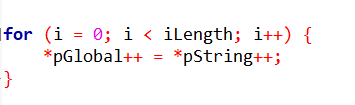 for (i = 0; i < iLength; i++) {
*pGlobal++ = *pString++;
}